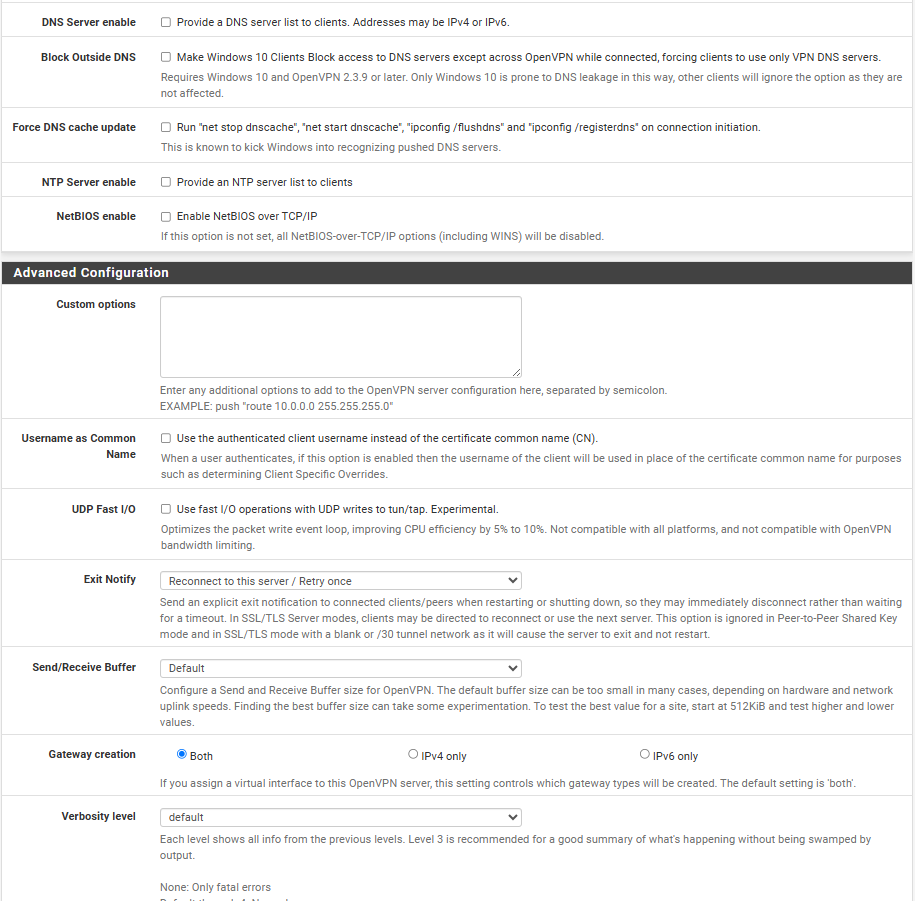 DNS Server enable
Provide a DNS server list to clients. Addresses may be IPv4 or IPv6.
Block Outside DNS
Make Windows 10 Clients Block access to DNS servers except across OpenVPN while connected, forcing clients to use only VPN DNS servers.
Requires Windows 10 and OpenVPN 2.3.9 or later. Only Windows 10 is prone to DNS leakage in this way, other clients will ignore the option as they are
not affected.
Force DNS cache update
Run "net stop dnscache", "net start dnscache", "ipconfig /flushdns" and "ipconfig /registerdns" on connection initiation.
This is known to kick Windows into recognizing pushed DNS servers.
NTP Server enable
Provide an NTP server list to clients
NetBIOS enable
Enable NetBIOS over TCP/IP
If this option is not set, all NetBIOS-over-TCP/IP options (including WINS) will be disabled.
Advanced Configuration
Custom options
Enter any additional options to add to the OpenVPN server configuration here, separated by semicolon.
EXAMPLE: push "route 10.0.0.0 255.255.255.0"
Username as Common
Name
Use the authenticated client username instead of the certificate common name (CN).
When a user authenticates, if this option is enabled then the username of the client will be used in place of the certificate common name for purposes
such as determining Client Specific Overrides.
UDP Fast I/O
Use fast I/O operations with UDP writes to tun/tap. Experimental.
Optimizes the packet write event loop, improving CPU efficiency by 5% to 10%. Not compatible with all platforms, and not compatible with OpenVPN
bandwidth limiting.
Exit Notify
Reconnect to this server / Retry once
Send an explicit exit notification to connected clients/peers when restarting or shutting down, so they may immediately disconnect rather than waiting
for a timeout. In SSL/TLS Server modes, clients may be directed to reconnect or use the next server. This option is ignored in Peer-to-Peer Shared Key
mode and in SSL/TLS mode with a blank or /30 tunnel network as it will cause the server to exit and not restart.
Send/Receive Buffer
Default
Configure a Send and Receive Buffer size for OpenVPN. The default buffer size can be too small in many cases, depending on hardware and network
uplink speeds. Finding the best buffer size can take some experimentation. To test the best value for a site, start at 512KiB and test higher and lower
values.
Gateway creation
Both
IPv4 only
IPv6 only
If you assign a virtual interface to this OpenVPN server, this setting controls which gateway types will be created. The default setting is 'both'.
Verbosity level
default
Each level shows all info from the previous levels. Level 3 is recommended for a good summary of what's happening without being swamped by
output.
None: Only fatal errors